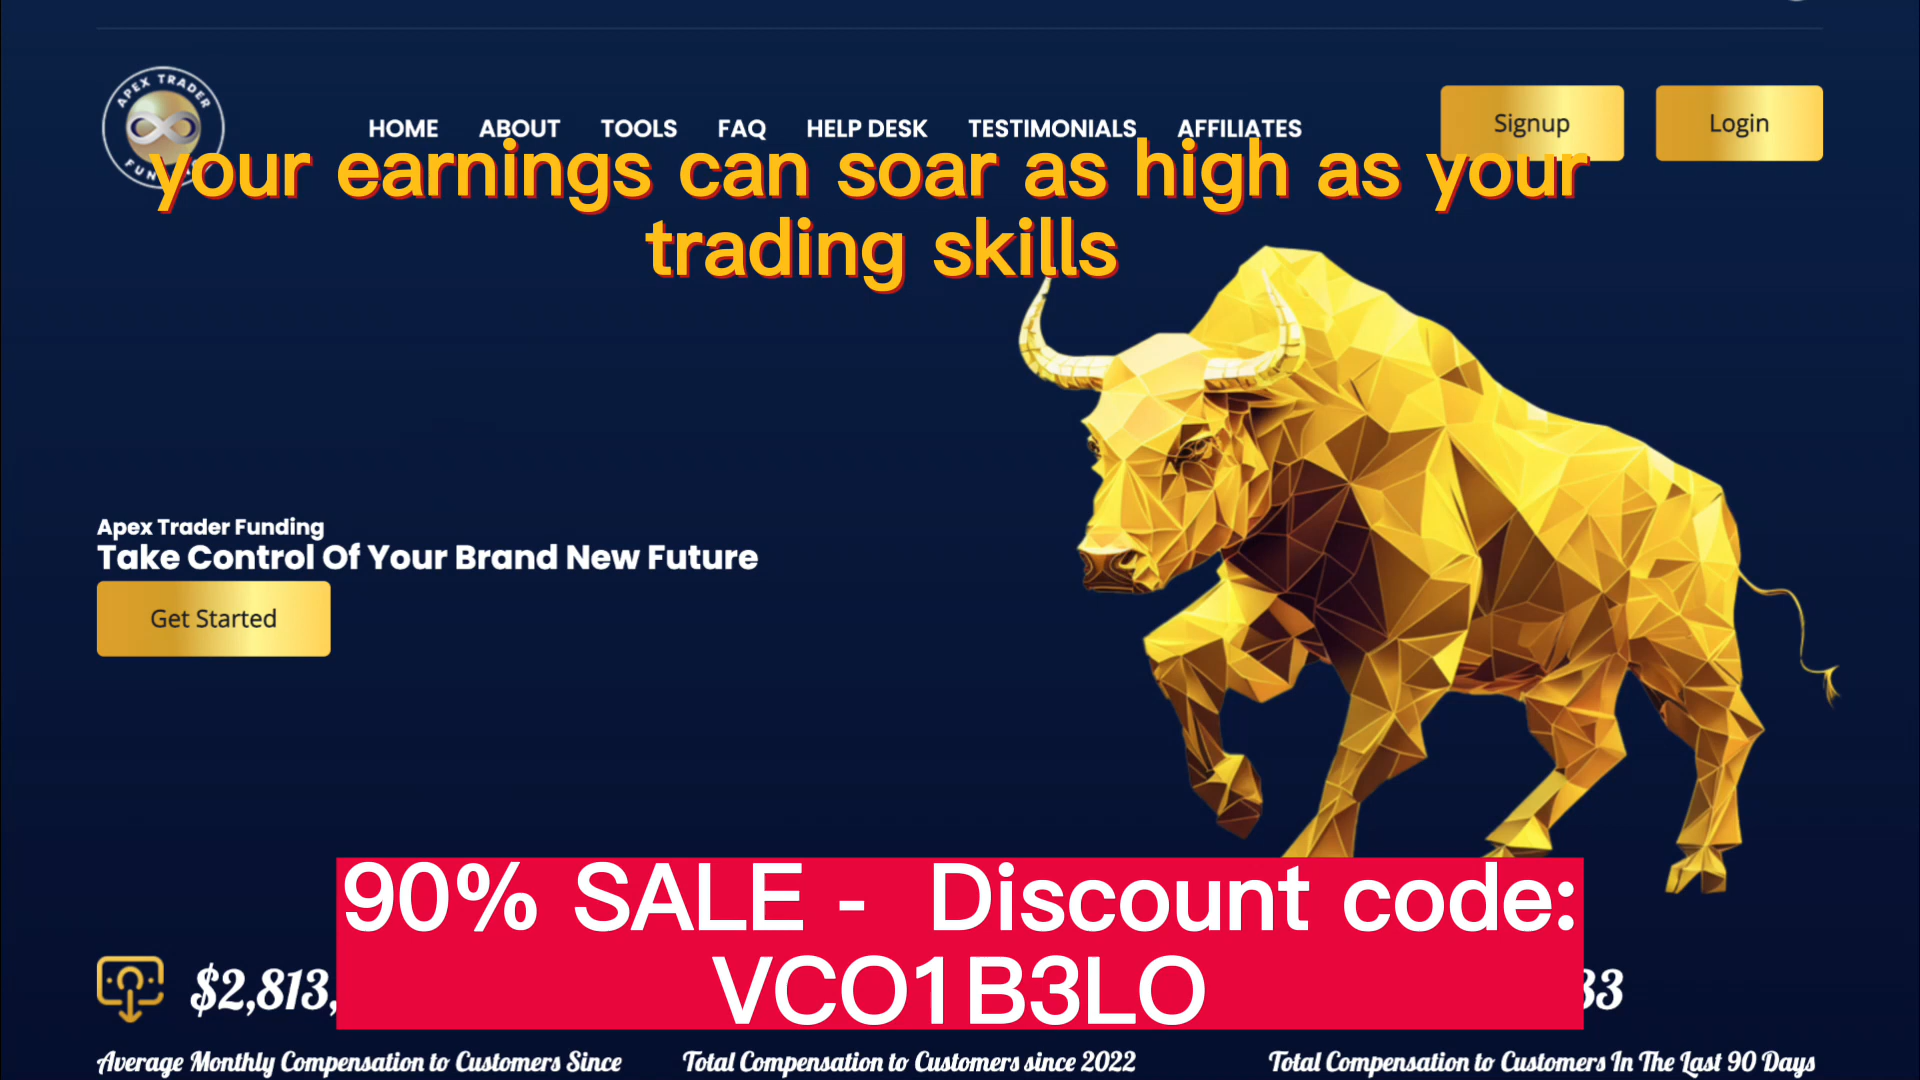 APEX TRADER
HOME ABOUT TOOLS FAQ HELP DESK TESTIMONIALS AFFILIATES
Signup Login
your earnings can soar as high as your
trading skills
Apex Trader Funding
Take Control Of Your Brand New Future
Get Started
90% SALE - Discount code:
VCO1B3LO
$2,813,
33
Average Monthly Compensation to Customers Since
Total Compensation to Customers since 2022
Total Compensation to Customers In The Last 90 Days